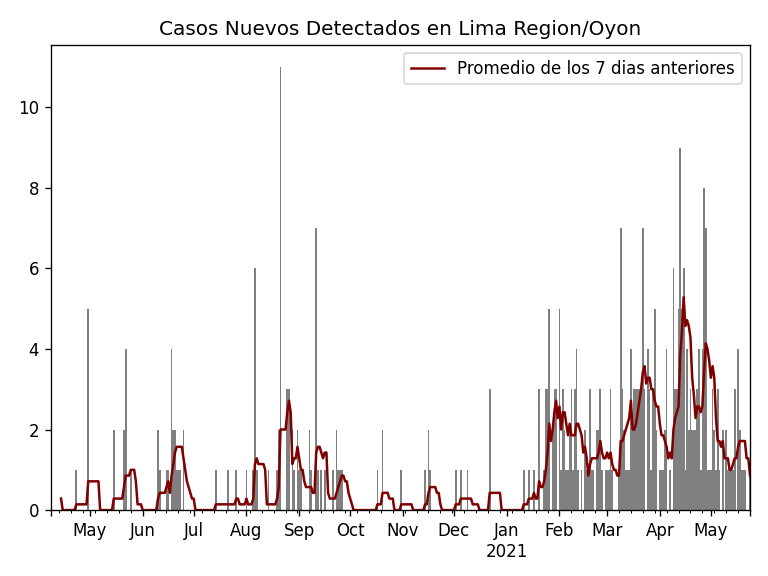 Casos Nuevos Detectados en Lima Region/Oyon
Promedio de los 7 dias anteriores
10
8
6
4
2
0
May Jun Jul Aug Sep Oct Nov Dec Jan Feb Mar Apr May
2021